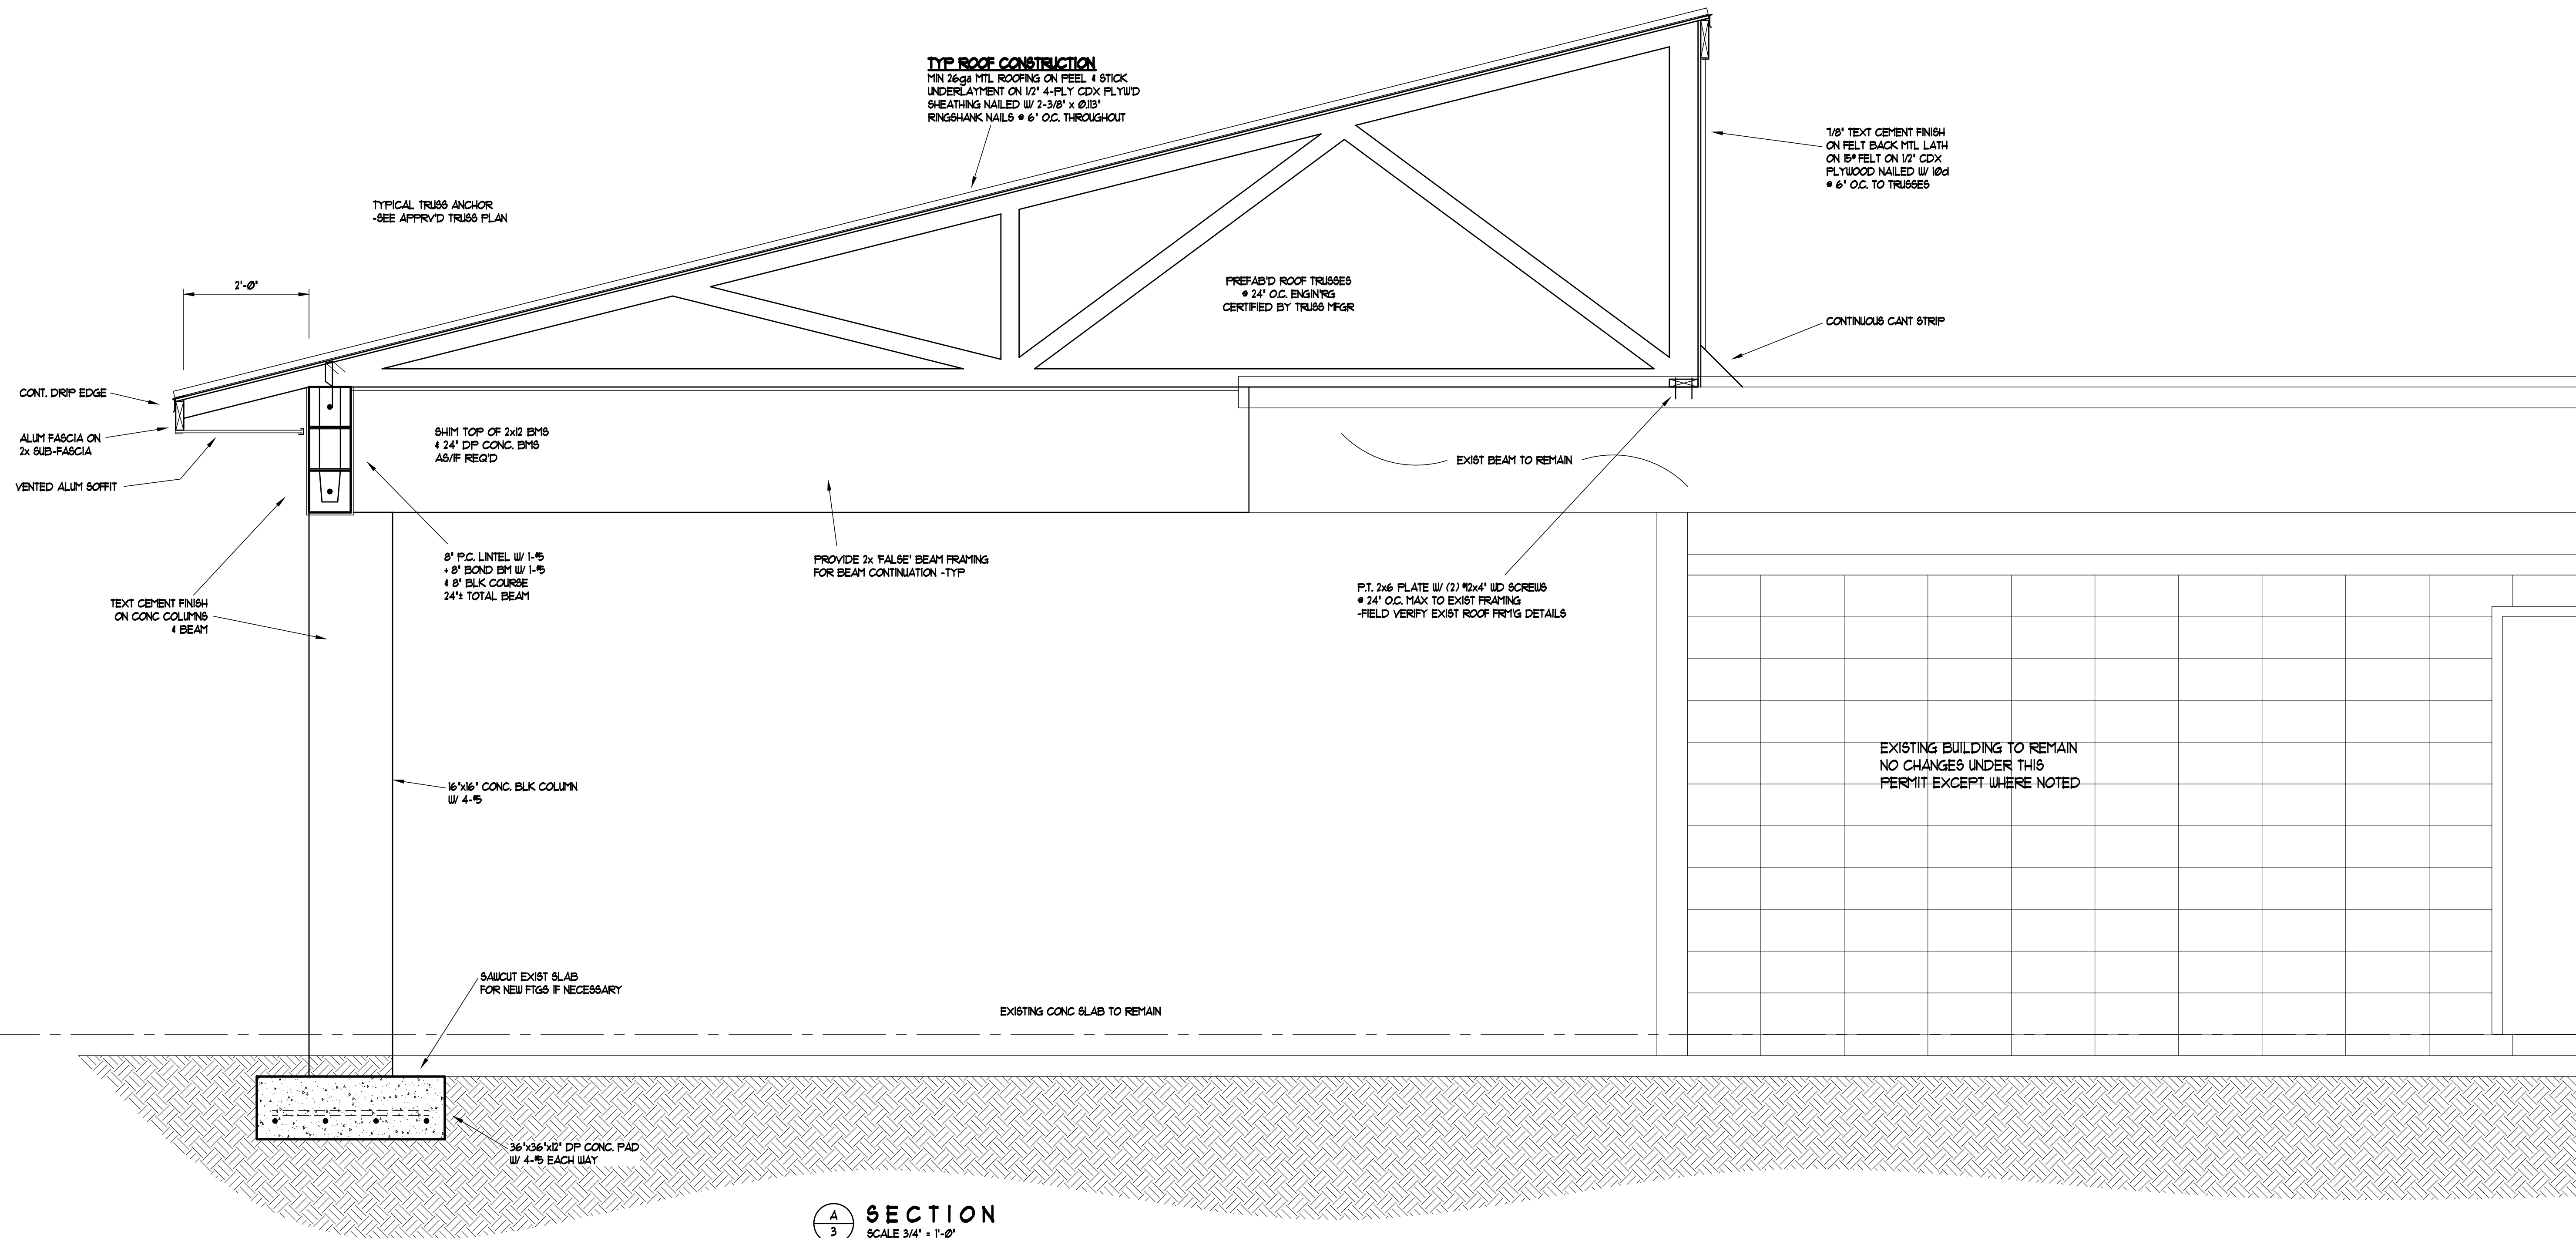 TYP ROOF CONSTRUCTION
MIN 26ga MTL ROOFING ON PEEL & STICK
UNDERLAYMENT ON 1/2" 4-PLY CDX PLYW'D
SHEATHING NAILED W/ 2-3/8" x 0.113"
RINGSHANK NAILS @ 6" O.C. THROUGHOUT
7/8" TEXT CEMENT FINISH
ON FELT BACK MTL LATH
ON 15# FELT ON 1/2" CDX
PLYWOOD NAILED W/ 10d
@ 6" O.C. TO TRUSSES
TYPICAL TRUSS ANCHOR
-SEE APPRV'D TRUSS PLAN
2'-0"
PREFAB'D ROOF TRUSSES
@ 24" O.C. ENGIN'RG
CERTIFIED BY TRUSS MFGR
CONTINUOUS CANT STRIP
CONT. DRIP EDGE
ALUM FASCIA ON
2x SUB-FASCIA
VENTED ALUM SOFFIT
SHIM TOP OF 2x12 BMS
& 24" DP CONC. BMS
AS/IF REQ'D
EXIST BEAM TO REMAIN
8" P.C. LINTEL W/ 1-#5
+ 8" BOND BM W/ 1-#5
& 8" BLK COURSE
24"± TOTAL BEAM
PROVIDE 2x 'FALSE' BEAM FRAMING
FOR BEAM CONTINUATION -TYP
P.T. 2x6 PLATE W/ (2) #12x4" WD SCREWS
@ 24" O.C. MAX TO EXIST FRAMING
-FIELD VERIFY EXIST ROOF FRM'G DETAILS
TEXT CEMENT FINISH
ON CONC COLUMNS
& BEAM
EXISTING BUILDING TO REMAIN
NO CHANGES UNDER THIS
PERMIT EXCEPT WHERE NOTED
16"x16" CONC. BLK COLUMN
W/ 4-#5
SAWCUT EXIST SLAB
FOR NEW FTGS IF NECESSARY
EXISTING CONC SLAB TO REMAIN
36"x36"x12" DP CONC. PAD
W/ 4-#5 EACH WAY
A
3
SECTION
SCALE 3/4" = 1'-0"